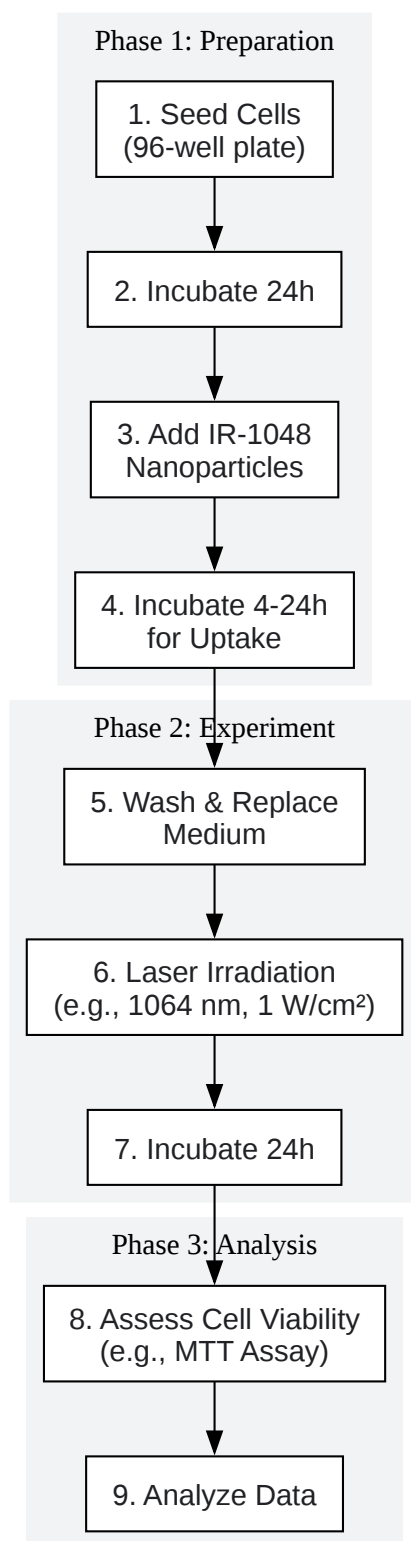 Phase 1: Preparation
1. Seed Cells
(96-well plate)
2. Incubate 24h
3. Add IR-1048
Nanoparticles
4. Incubate 4-24h
for Uptake
Phase 2: Experiment
5. Wash & Replace
Medium
6. Laser Irradiation
(e.g., 1064 nm, 1 W/cm²)
7. Incubate 24h
Phase 3: Analysis
8. Assess Cell Viability
(e.g., MTT Assay)
9. Analyze Data